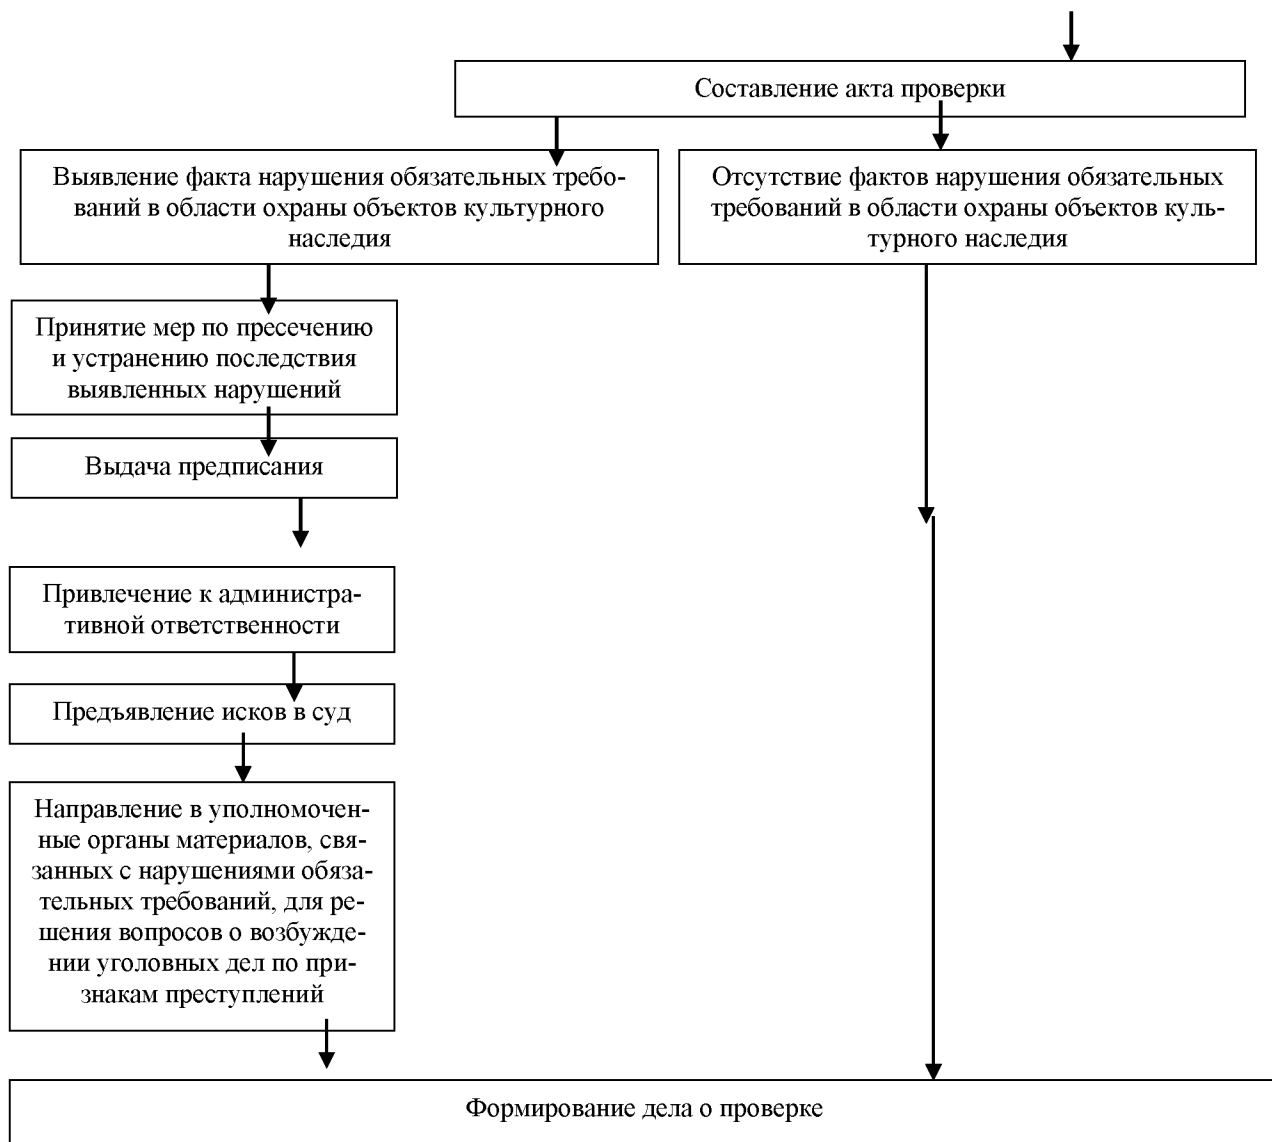 Составление акта проверки
Выявление факта нарушения обязательных требо-
ваний в области охраны объектов культурного
наследия
Отсутствие фактов нарушения обязательных
требований в области охраны объектов куль-
турного наследия
Принятие мер по пресечению
и устранению последствия
выявленных нарушений
Выдача предписания
Привлечение к администра-
тивной ответственности
Предъявление исков в суд
Направление в уполномочен-
ные органы материалов, свя-
занных с нарушениями обяза-
тельных требований, для ре-
шения вопросов о возбужде-
нии уголовных дел по при-
знакам преступлений
Формирование дела о проверке